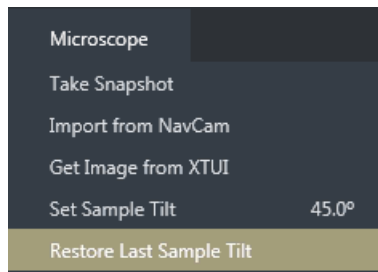 Microscope
Take Snapshot
Import from NavCam
Get Image from XTUI
Set Sample Tilt 45.0º
Restore Last Sample Tilt